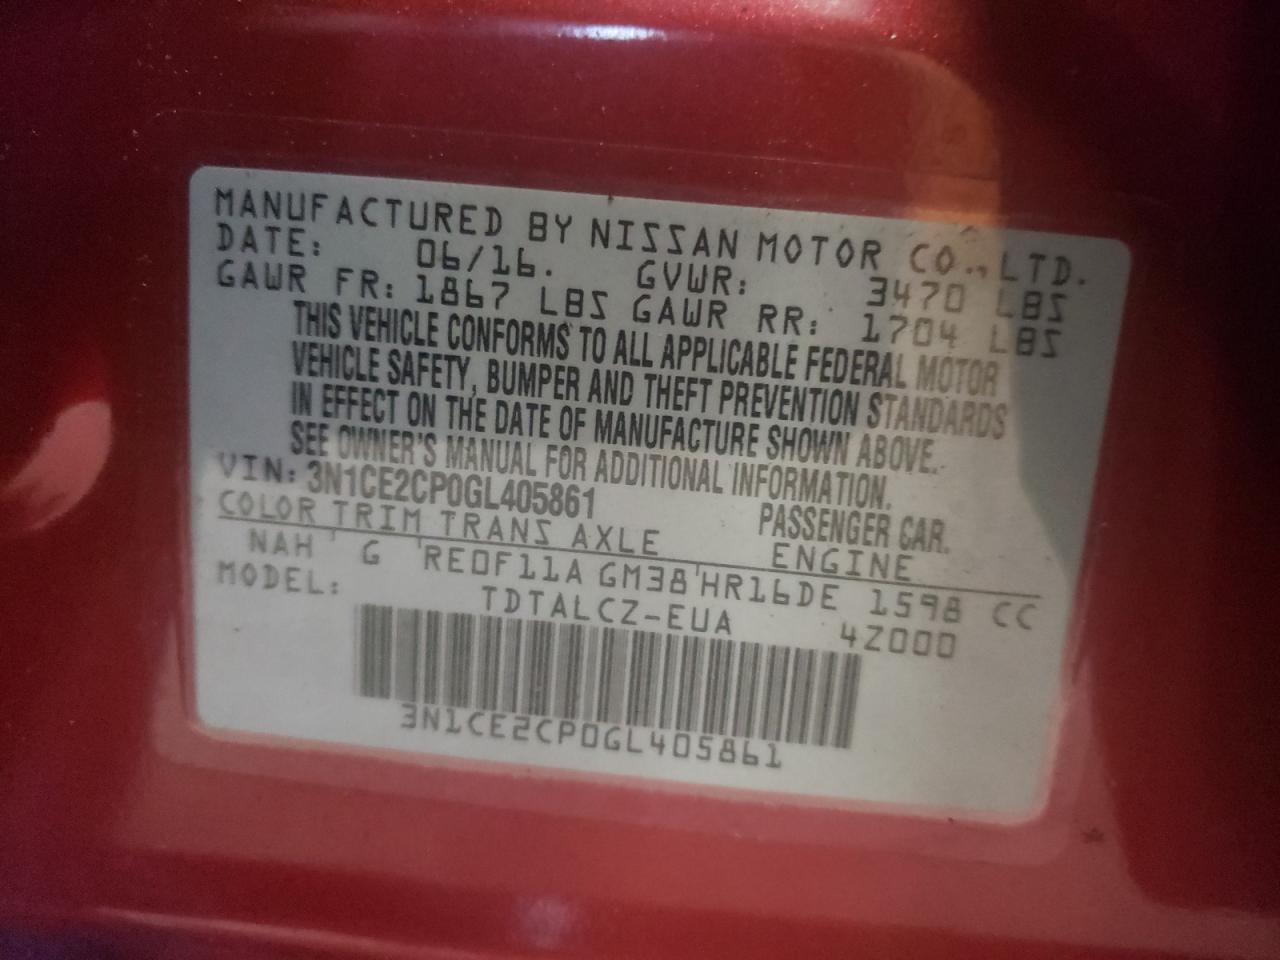 MANUFACTURED BY NISSAN MOTOR CO., LTD.
DATE: 06/16. GVWR: 3470 LBS
GAWR FR: 1867 LBS GAWR RR: 1704 LBS
THIS VEHICLE CONFORMS TO ALL APPLICABLE FEDERAL MOTOR
VEHICLE SAFETY, BUMPER AND THEFT PREVENTION STANDARDS
IN EFFECT ON THE DATE OF MANUFACTURE SHOWN ABOVE.
SEE OWNER'S MANUAL FOR ADDITIONAL INFORMATION.
VIN: 3N1CE2CP0GL405861 PASSENGER CAR.
COLOR TRIM TRANS AXLE ENGINE
NAH G RE0F11A GM38 HR16DE 1598 CC
MODEL: TDTALCZ-EUA 4Z000
3N1CE2CP0GL405861